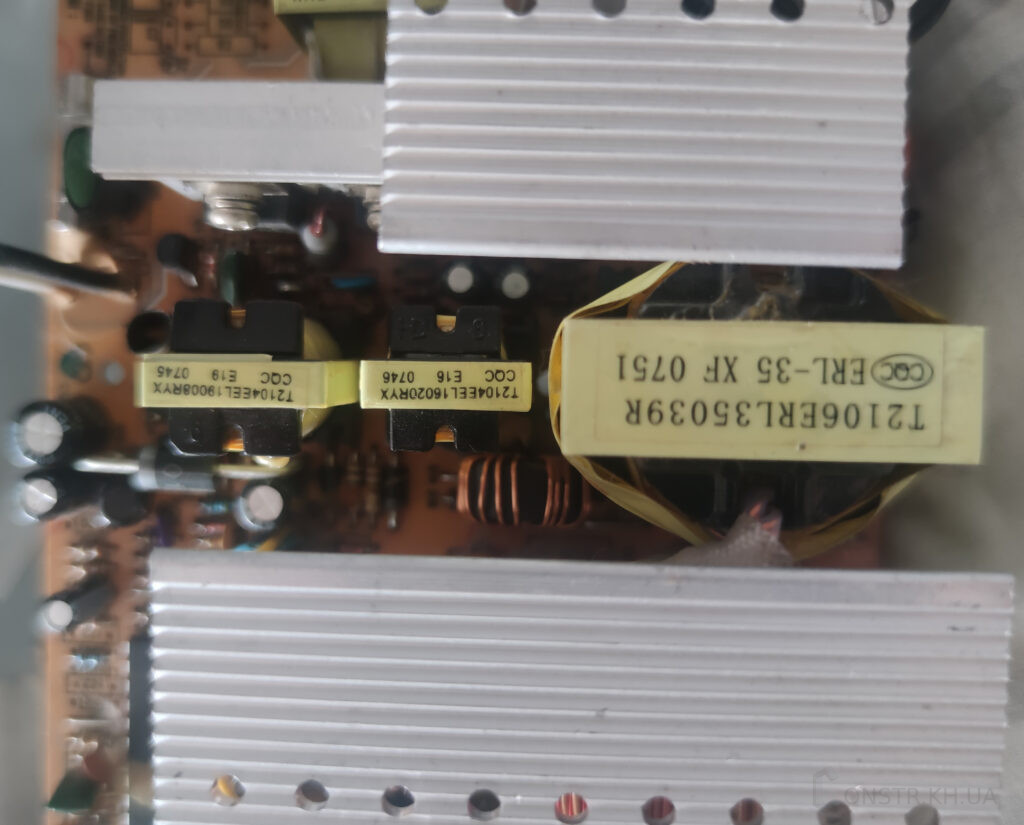 T2106ERL35039R
CQC ERL-35 XF 0751
T2104EEL16020RYX
CQC E16 0746
T2104EEL19008RYX
CQC E19 0745
ONSTR.KH.UA